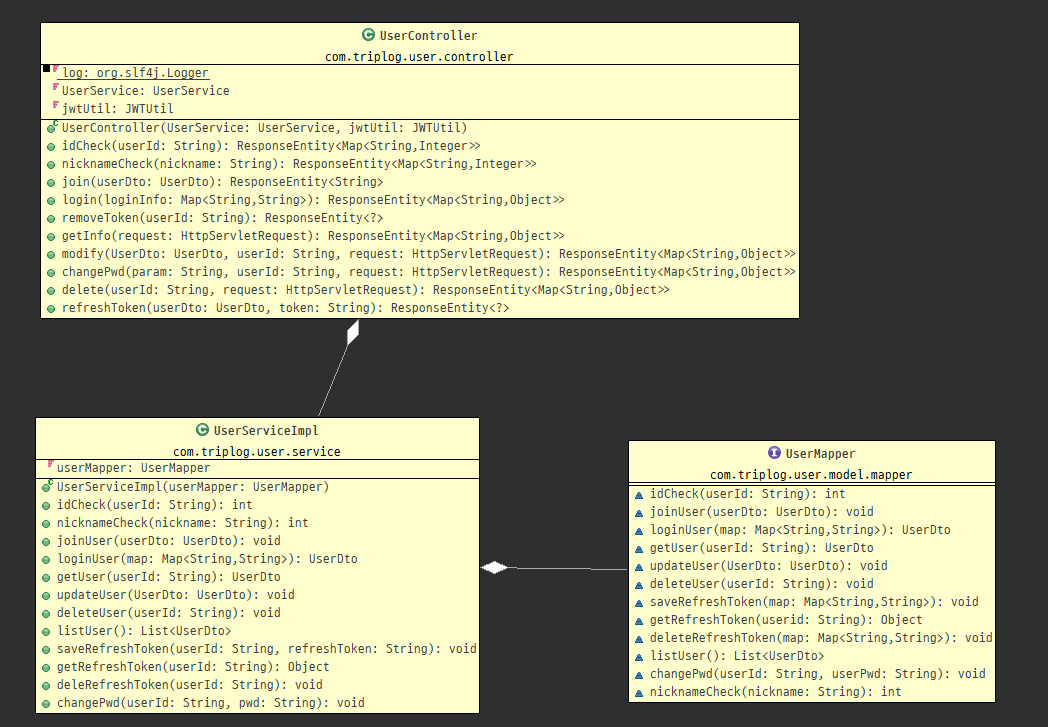 UserController
com.triplog.user.controller
log: org.slf4j.Logger
UserService: UserService
jwtUtil: JWTUtil
UserController(UserService: UserService, jwtUtil: JWTUtil)
idCheck(userId: String): ResponseEntity<Map<String,Integer>>
nicknameCheck(nickname: String): ResponseEntity<Map<String,Integer>>
join(userDto: UserDto): ResponseEntity<String>
login(loginInfo: Map<String,String>): ResponseEntity<Map<String,Object>>
removeToken(userId: String): ResponseEntity<?>
getInfo(request: HttpServletRequest): ResponseEntity<Map<String,Object>>
modify(UserDto: UserDto, userId: String, request: HttpServletRequest): ResponseEntity<Map<String,Object>>
changePwd(param: String, userId: String, request: HttpServletRequest): ResponseEntity<Map<String,Object>>
delete(userId: String, request: HttpServletRequest): ResponseEntity<Map<String,Object>>
refreshToken(userDto: UserDto, token: String): ResponseEntity<?>
UserServiceImpl
com.triplog.user.service
userMapper: UserMapper
UserServiceImpl(userMapper: UserMapper)
idCheck(userId: String): int
nicknameCheck(nickname: String): int
joinUser(userDto: UserDto): void
loginUser(map: Map<String,String>): UserDto
getUser(userId: String): UserDto
updateUser(UserDto: UserDto): void
deleteUser(userId: String): void
listUser(): List<UserDto>
saveRefreshToken(userId: String, refreshToken: String): void
getRefreshToken(userId: String): Object
deleRefreshToken(userId: String): void
changePwd(userId: String, pwd: String): void
UserMapper
com.triplog.user.model.mapper
idCheck(userId: String): int
joinUser(userDto: UserDto): void
loginUser(map: Map<String,String>): UserDto
getUser(userId: String): UserDto
updateUser(UserDto: UserDto): void
deleteUser(userId: String): void
saveRefreshToken(map: Map<String,String>): void
getRefreshToken(userid: String): Object
deleteRefreshToken(map: Map<String,String>): void
listUser(): List<UserDto>
changePwd(userId: String, userPwd: String): void
nicknameCheck(nickname: String): int